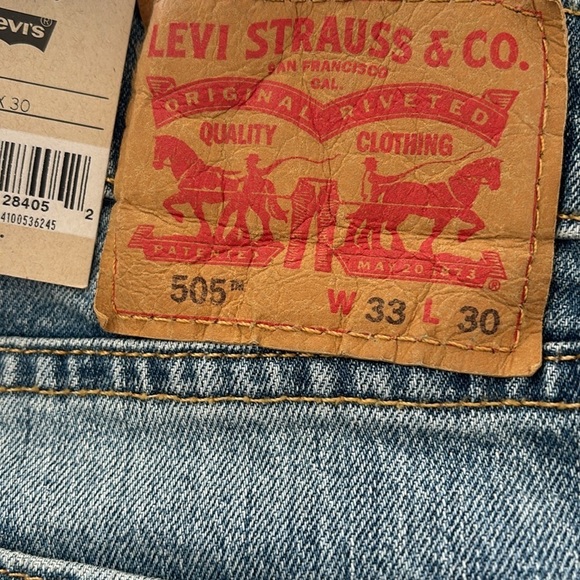 Levi's®
X 30
28405 2
4100536245
LEVI STRAUSS & CO.
SAN FRANCISCO
CAL.
ORIGINAL RIVETED
QUALITY CLOTHING
PATENTED MAY 20 1873 ®
505™ W 33 L 30